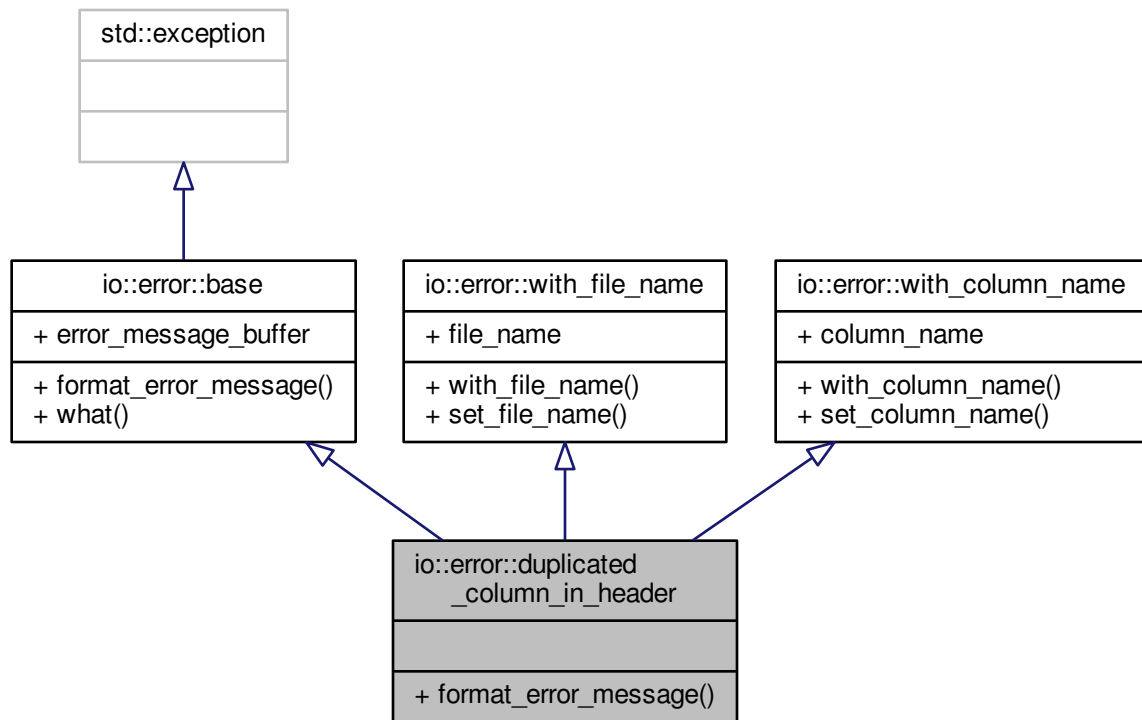 std::exception
io::error::base
+ error_message_buffer
+ format_error_message()
+ what()
io::error::with_file_name
+ file_name
+ with_file_name()
+ set_file_name()
io::error::with_column_name
+ column_name
+ with_column_name()
+ set_column_name()
io::error::duplicated
_column_in_header
+ format_error_message()